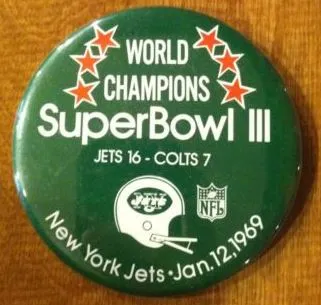 WORLD
CHAMPIONS
SuperBowl III
JETS 16 - COLTS 7
JETS
NFL
New York Jets • Jan. 12, 1969